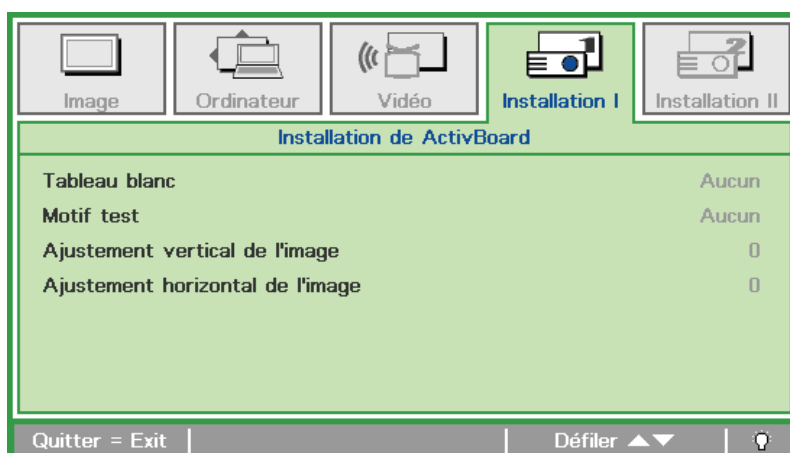 Image
Ordinateur
Vidéo
Installation I
Installation II
Installation de ActivBoard
Tableau blanc Aucun
Motif test Aucun
Ajustement vertical de l'image 0
Ajustement horizontal de l'image 0
Quitter = Exit Défiler ▲▼